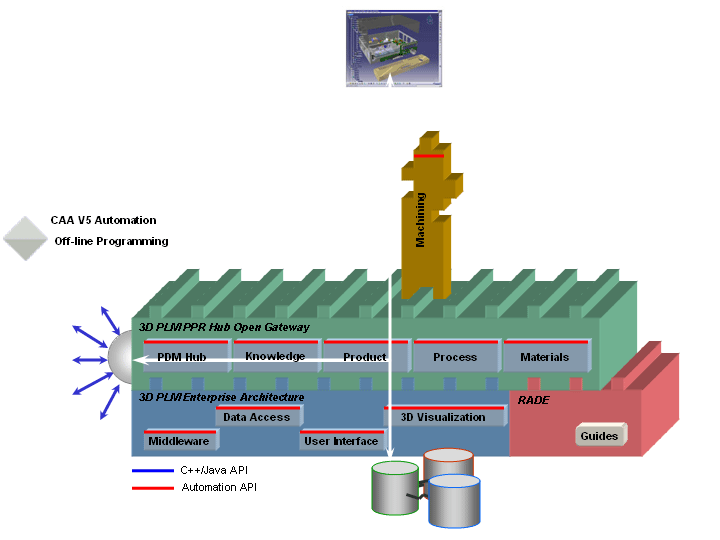 Machining
CAA V5 Automation
Off-line Programming
3D PLM PPR Hub Open Gateway
PDM Hub
Knowledge
Product
Process
Materials
3D PLM Enterprise Architecture
RADE
Data Access
3D Visualization
Middleware
User Interface
Guides
C++/Java API
Automation API